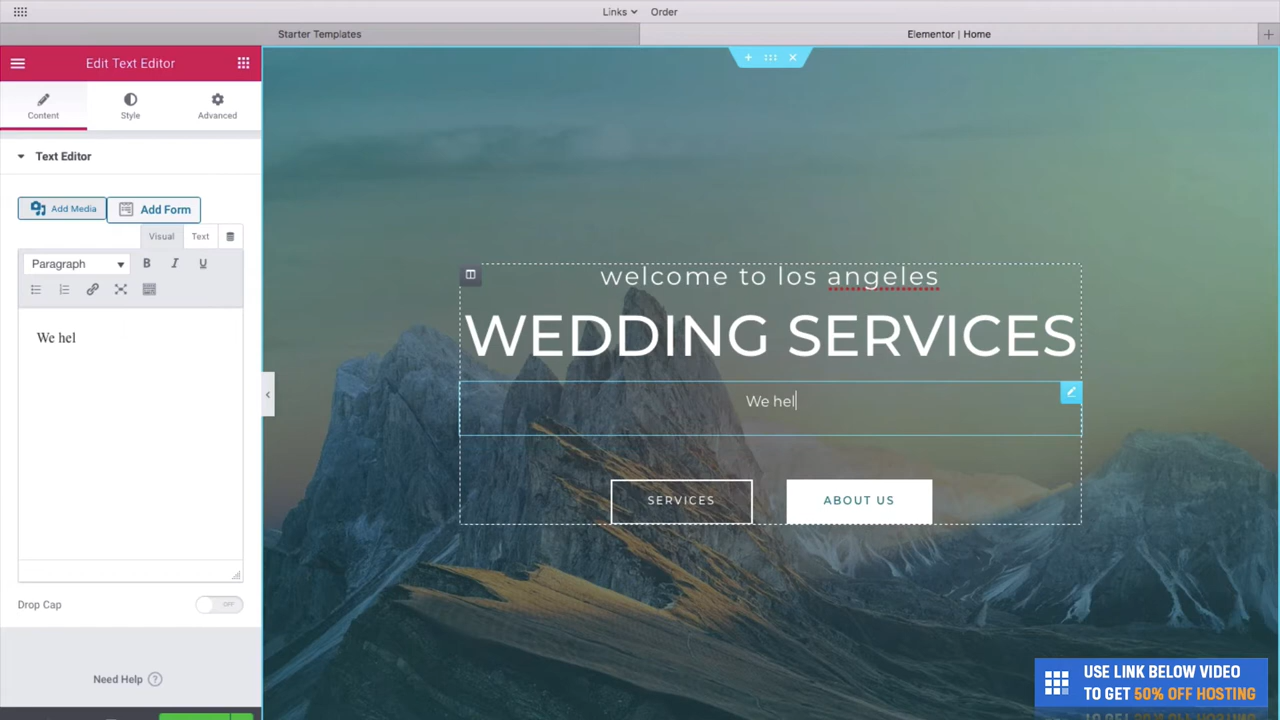 Links Order
Starter Templates
Elementor | Home
Edit Text Editor
Content
Style
Advanced
Text Editor
Add Media
Add Form
Visual
Text
Paragraph
B I U
We hel
Drop Cap
OFF
Need Help ?
welcome to los angeles
WEDDING SERVICES
We hel
SERVICES
ABOUT US
USE LINK BELOW VIDEO
TO GET 50% OFF HOSTING